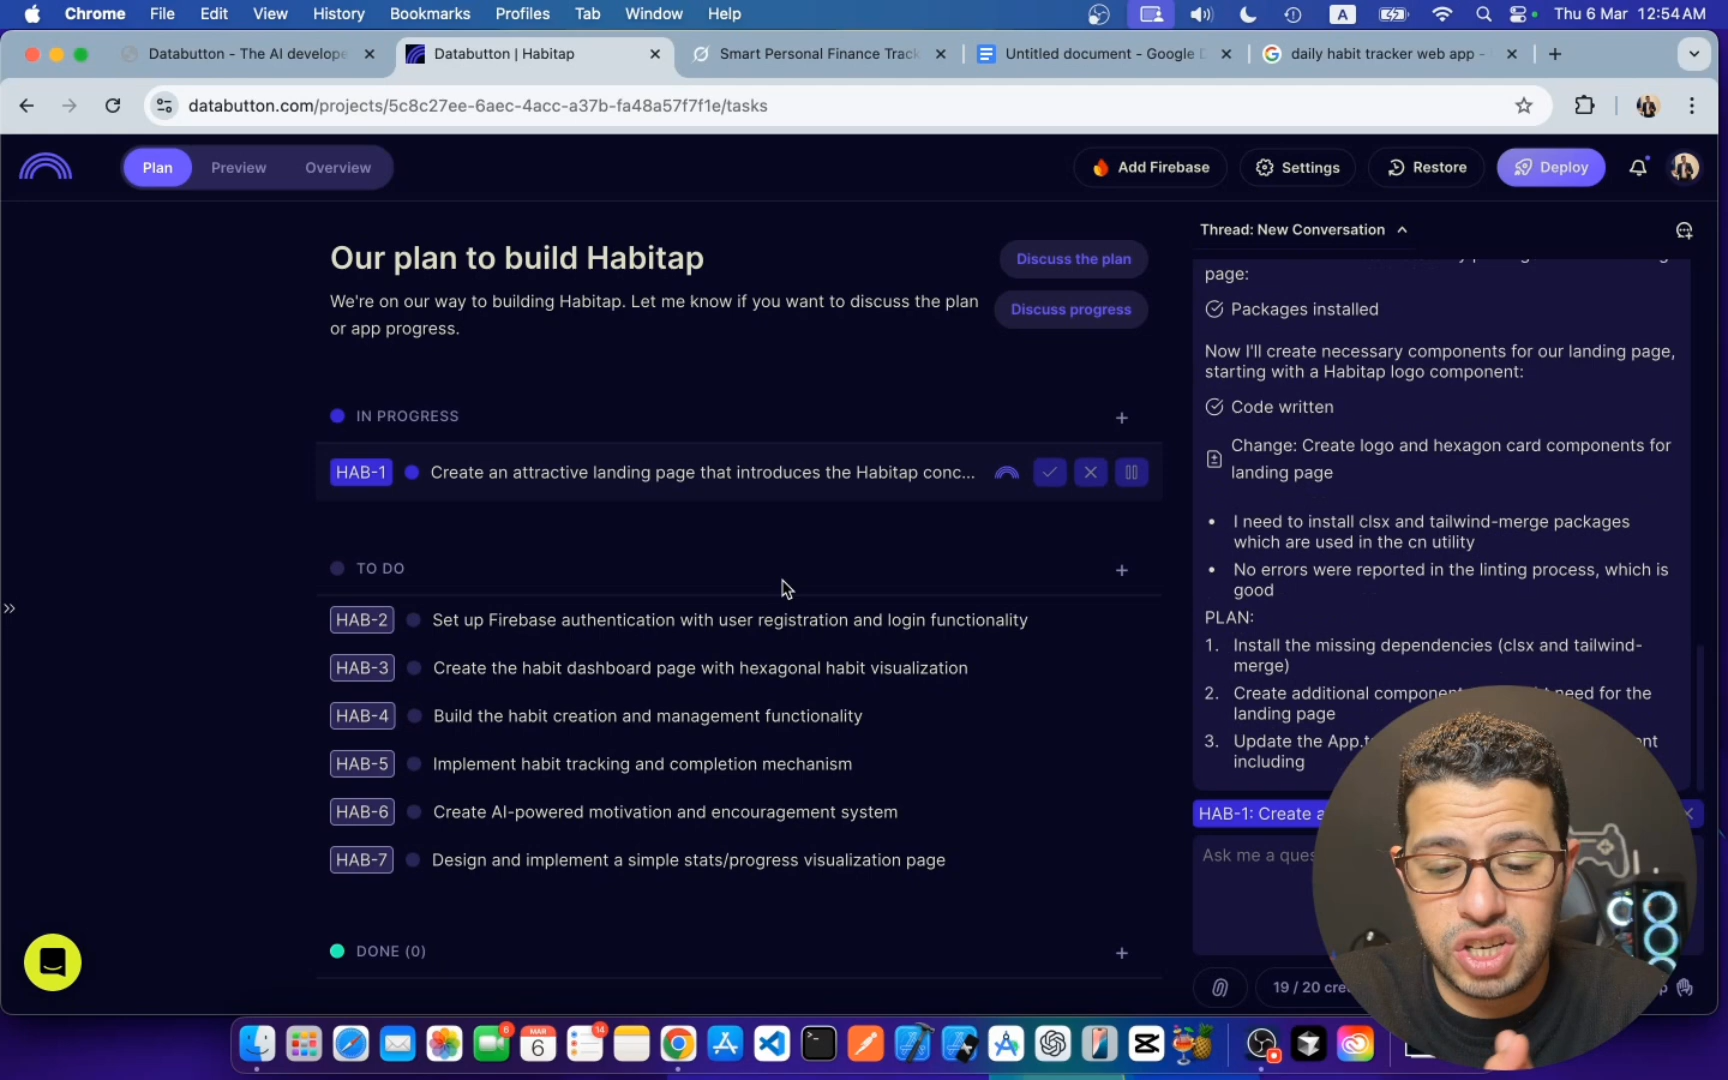 Chrome File Edit View History Bookmarks Profiles Tab Window Help A Thu 6 Mar 12:54 AM
Databutton - The AI develope
Databutton | Habitap
Smart Personal Finance Track
Untitled document - Google D
daily habit tracker web app -
databutton.com/projects/5c8c27ee-6aec-4acc-a37b-fa48a57f7f1e/tasks
Plan Preview Overview
Add Firebase Settings Restore Deploy
Our plan to build Habitap
Discuss the plan
We're on our way to building Habitap. Let me know if you want to discuss the plan
or app progress.
Discuss progress
IN PROGRESS
HAB-1 Create an attractive landing page that introduces the Habitap conc...
TO DO
HAB-2 Set up Firebase authentication with user registration and login functionality
HAB-3 Create the habit dashboard page with hexagonal habit visualization
HAB-4 Build the habit creation and management functionality
HAB-5 Implement habit tracking and completion mechanism
HAB-6 Create AI-powered motivation and encouragement system
HAB-7 Design and implement a simple stats/progress visualization page
DONE (0)
Thread: New Conversation
page:
Packages installed
Now I'll create necessary components for our landing page,
starting with a Habitap logo component:
Code written
Change: Create logo and hexagon card components for
landing page
• I need to install clsx and tailwind-merge packages
which are used in the cn utility
• No errors were reported in the linting process, which is
good
PLAN:
1. Install the missing dependencies (clsx and tailwind-
merge)
2. Create additional need for the
landing page
3. Update the
including
HAB-1: Create a
Ask me a
19 / 20
6
MAR
6
14